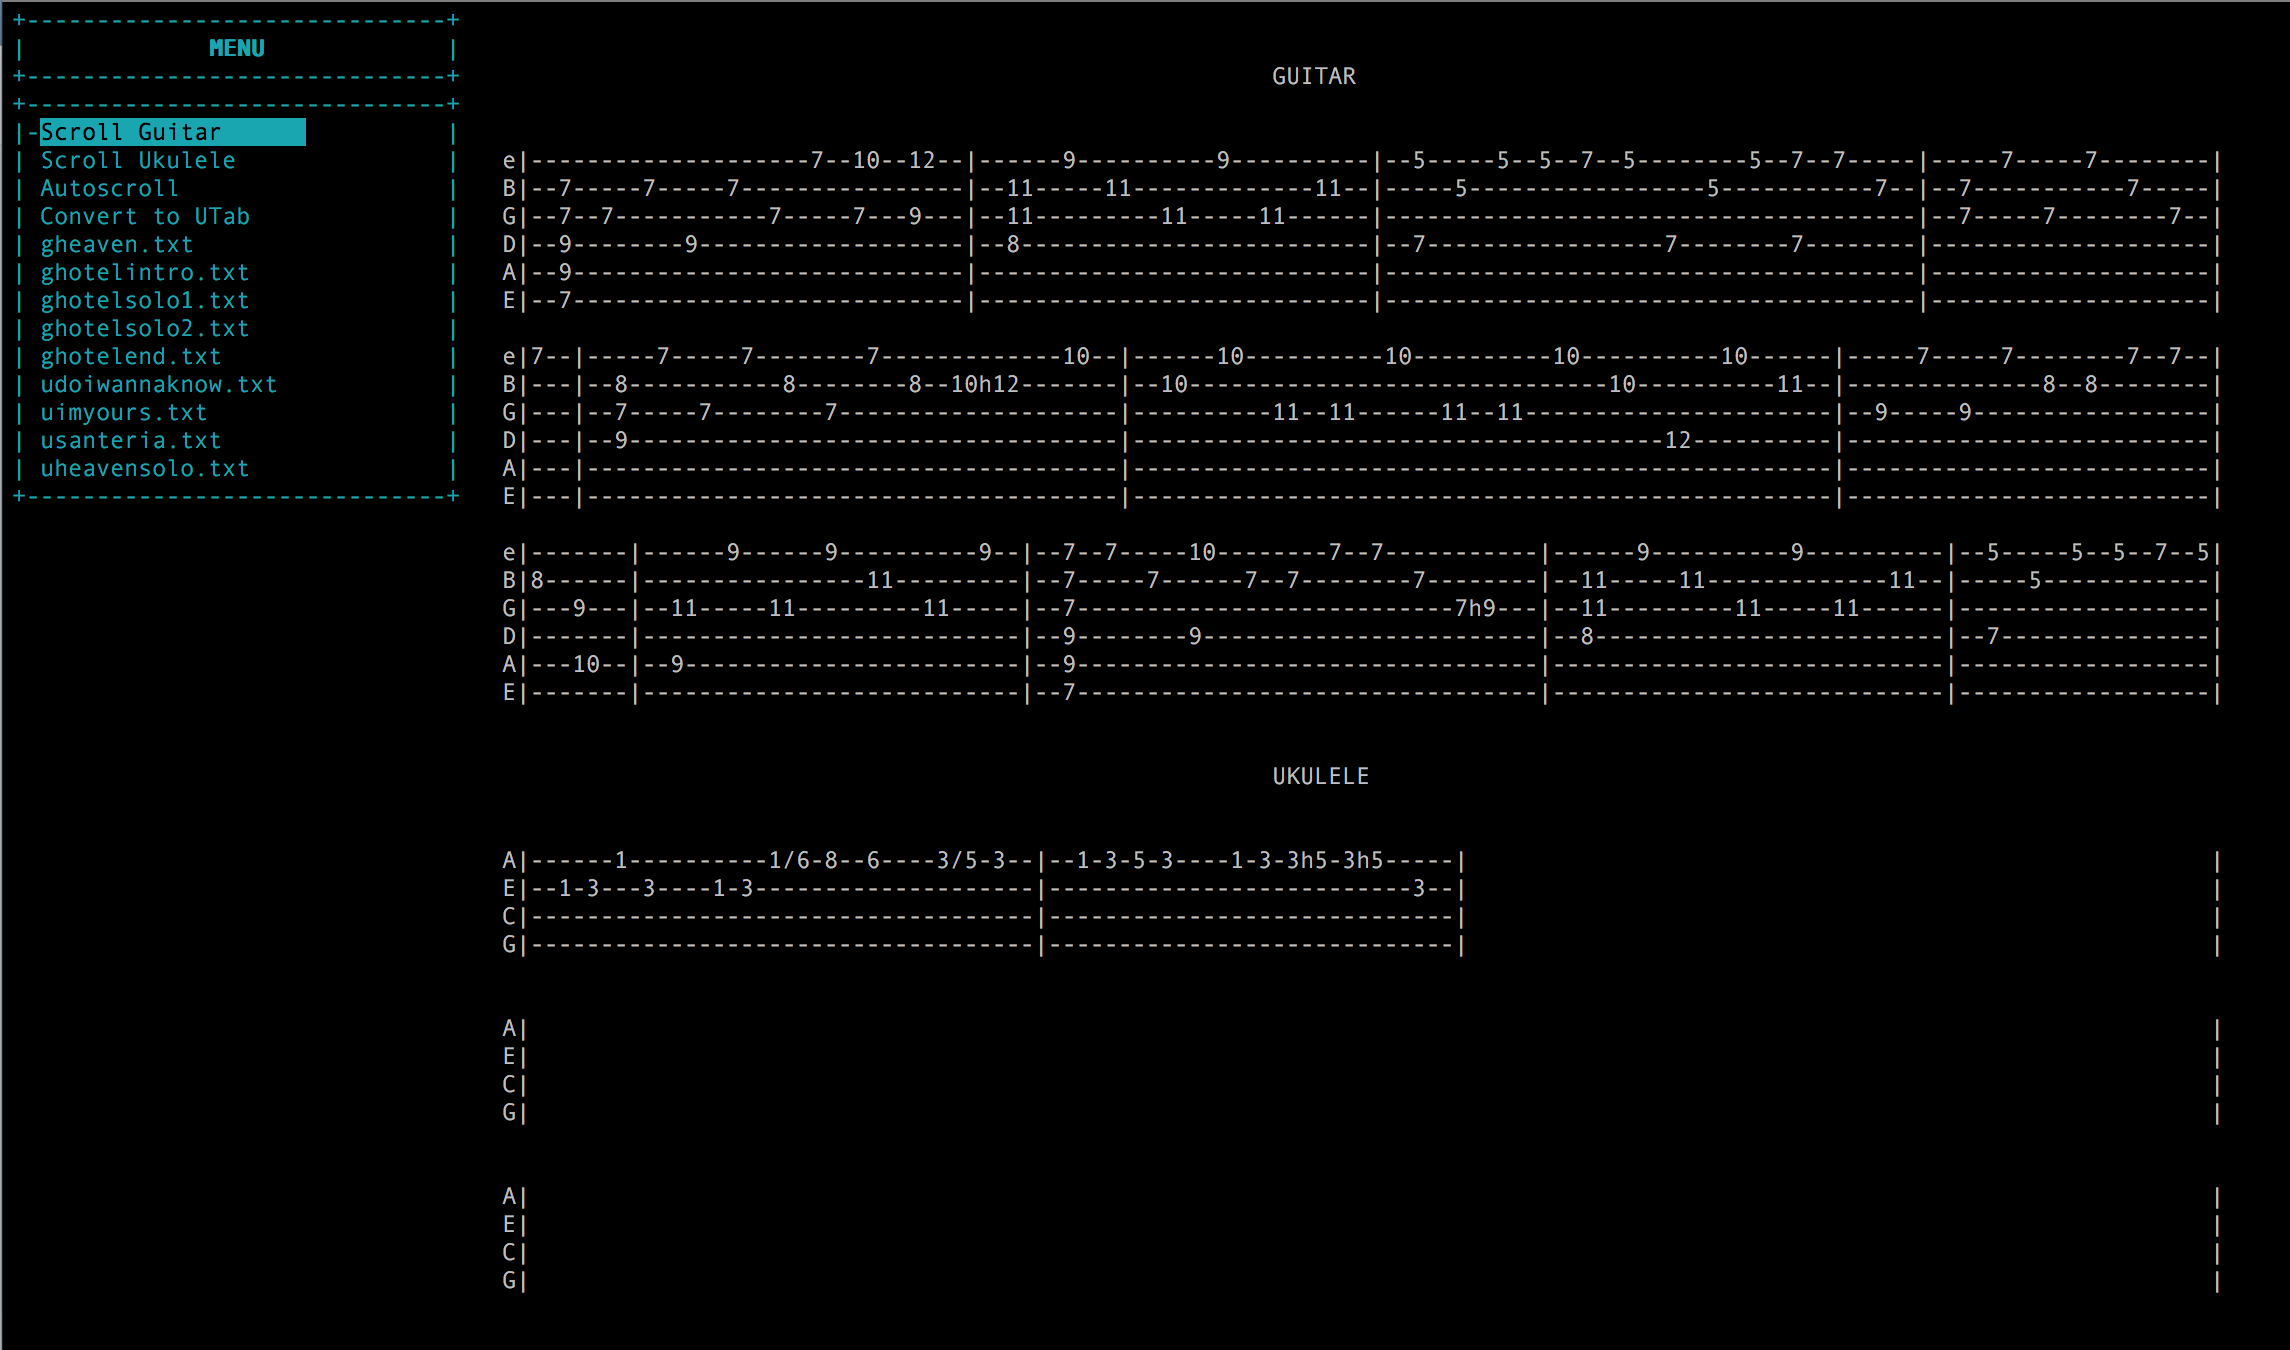 +------------------------------+
| MENU |
+------------------------------+
+------------------------------+
|-Scroll Guitar |
| Scroll Ukulele |
| Autoscroll |
| Convert to UTab |
| gheaven.txt |
| ghotelintro.txt |
| ghotelsolo1.txt |
| ghotelsolo2.txt |
| ghotelend.txt |
| udoiwannaknow.txt |
| uimyours.txt |
| usanteria.txt |
| uheavensolo.txt |
+------------------------------+
GUITAR
e|--------------------7--10--12--|------9----------9----------|--5-----5--5--7--5--------5--7--7-----|-----7-----7--------|
B|--7-----7-----7----------------|--11-----11-------------11--|-----5-----------------5-----------7--|--7-----------7-----|
G|--7--7-----------7-----7---9---|--11---------11-----11------|--------------------------------------|--7-----7--------7--|
D|--9--------9-------------------|--8-------------------------|--7-----------------7--------7--------|--------------------|
A|--9----------------------------|----------------------------|--------------------------------------|--------------------|
E|--7----------------------------|----------------------------|--------------------------------------|--------------------|
e|7--|-----7-----7--------7-------------10--|------10----------10----------10----------10------|-----7-----7--------7--7--|
B|---|--8-----------8--------8--10h12-------|--10------------------------------10----------11--|--------------8--8--------|
G|---|--7-----7--------7--------------------|----------11--11------11--11----------------------|--9-----9-----------------|
D|---|--9-----------------------------------|--------------------------------------12----------|--------------------------|
A|---|--------------------------------------|--------------------------------------------------|--------------------------|
E|---|--------------------------------------|--------------------------------------------------|--------------------------|
e|-------|------9------9----------9--|--7--7-----10--------7--7-----------|------9----------9----------|--5-----5--5--7--5|
B|8------|----------------11---------|--7-----7------7--7--------7--------|--11-----11-------------11--|-----5------------|
G|---9---|--11-----11---------11-----|--7---------------------------7h9---|--11---------11-----11------|------------------|
D|-------|---------------------------|--9--------9------------------------|--8-------------------------|--7---------------|
A|---10--|--9------------------------|--9---------------------------------|----------------------------|------------------|
E|-------|---------------------------|--7---------------------------------|----------------------------|------------------|
UKULELE
A|------1----------1/6-8--6----3/5-3--|--1-3-5-3----1-3-3h5-3h5-----| |
E|--1-3---3----1-3--------------------|--------------------------3--| |
C|------------------------------------|-----------------------------| |
G|------------------------------------|-----------------------------| |
A| |
E| |
C| |
G| |
A| |
E| |
C| |
G| |